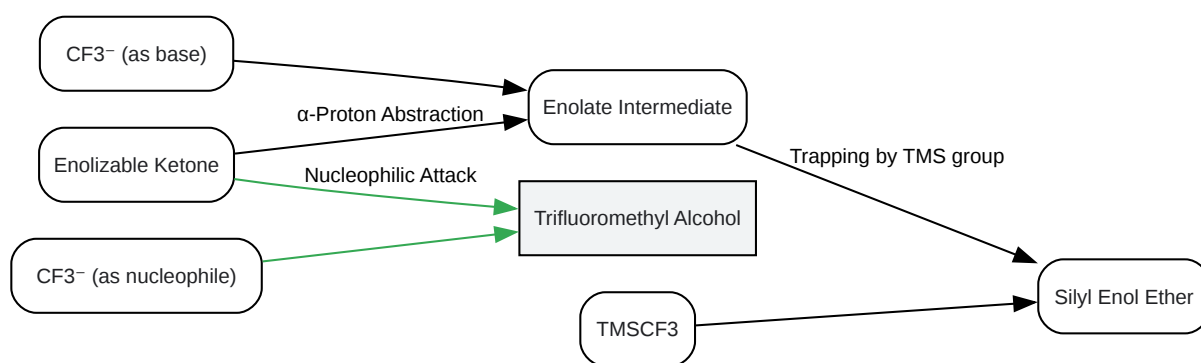 CF3⁻ (as base)
Enolate Intermediate
α-Proton Abstraction
Enolizable Ketone
Nucleophilic Attack
Trapping by TMS group
Trifluoromethyl Alcohol
CF3⁻ (as nucleophile)
Silyl Enol Ether
TMSCF3